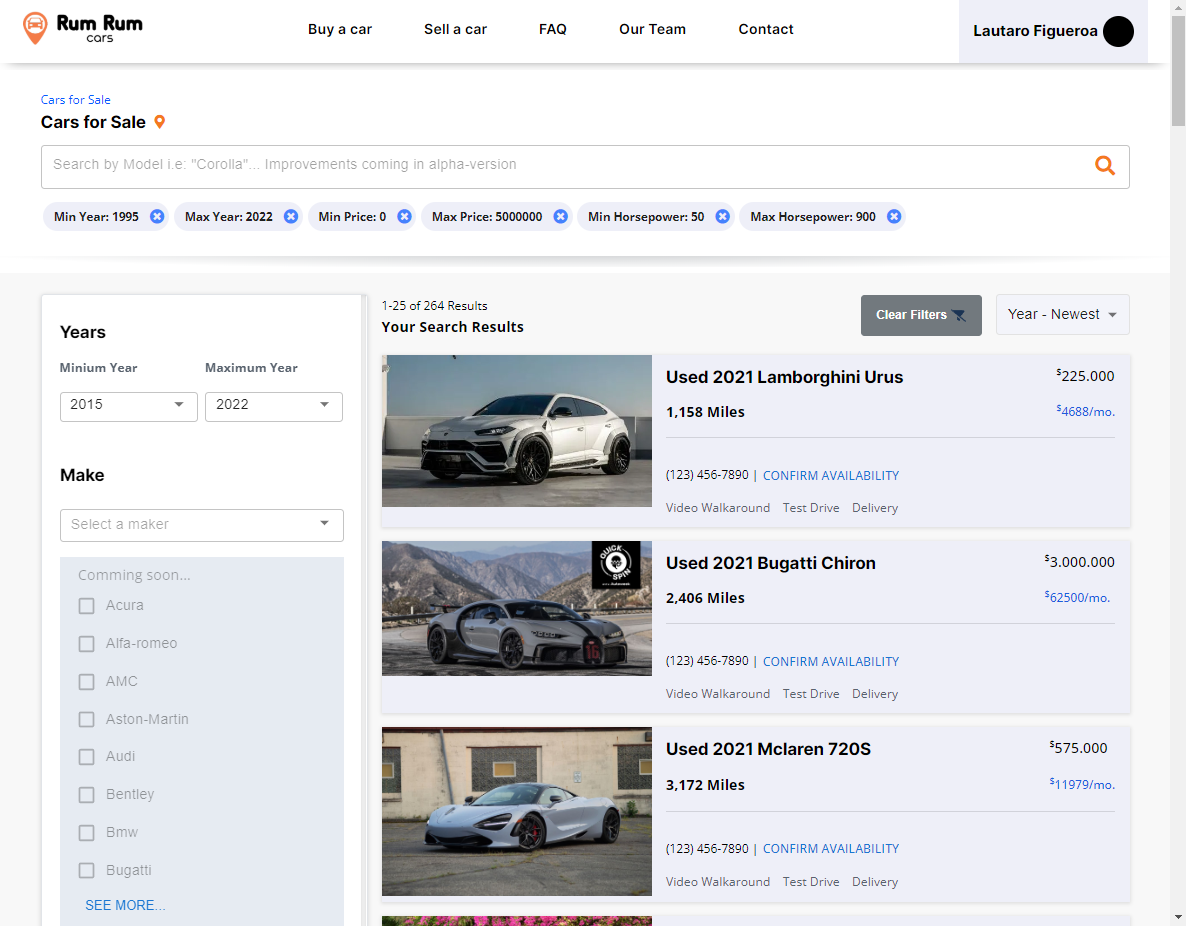 Rum Rum
cars
Buy a car
Sell a car
FAQ
Our Team
Contact
Lautaro Figueroa
Cars for Sale
Cars for Sale
Search by Model i.e: "Corolla"... Improvements coming in alpha-version
Min Year: 1995
Max Year: 2022
Min Price: 0
Max Price: 5000000
Min Horsepower: 50
Max Horsepower: 900
Years
Minium Year
Maximum Year
2015
2022
Make
Select a maker
Comming soon...
Acura
Alfa-romeo
AMC
Aston-Martin
Audi
Bentley
Bmw
Bugatti
SEE MORE...
1-25 of 264 Results
Your Search Results
Clear Filters
Year - Newest
Used 2021 Lamborghini Urus
$225.000
1,158 Miles
$4688/mo.
(123) 456-7890 | CONFIRM AVAILABILITY
Video Walkaround Test Drive Delivery
QUICK
SPIN
16
Used 2021 Bugatti Chiron
$3.000.000
2,406 Miles
$62500/mo.
(123) 456-7890 | CONFIRM AVAILABILITY
Video Walkaround Test Drive Delivery
Used 2021 Mclaren 720S
$575.000
3,172 Miles
$11979/mo.
(123) 456-7890 | CONFIRM AVAILABILITY
Video Walkaround Test Drive Delivery